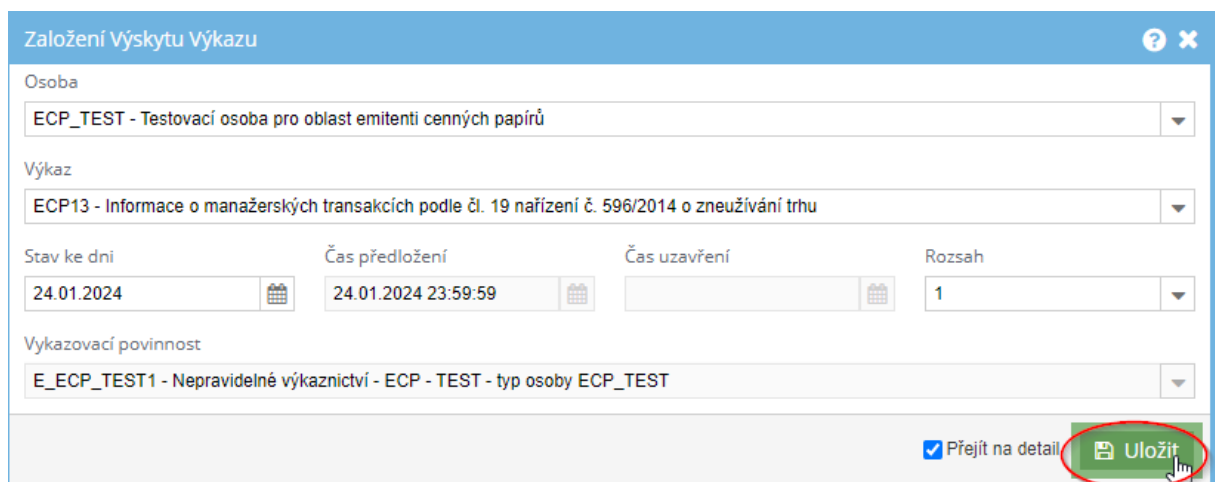 Založení Výskytu Výkazu
Osoba
ECP_TEST - Testovací osoba pro oblast emitenti cenných papírů
Výkaz
ECP13 - Informace o manažerských transakcích podle čl. 19 nařízení č. 596/2014 o zneužívání trhu
Stav ke dni Čas předložení Čas uzavření Rozsah
24.01.2024 24.01.2024 23:59:59 1
Vykazovací povinnost
E_ECP_TEST1 - Nepravidelné výkaznictví - ECP - TEST - typ osoby ECP_TEST
Přejít na detail Uložit